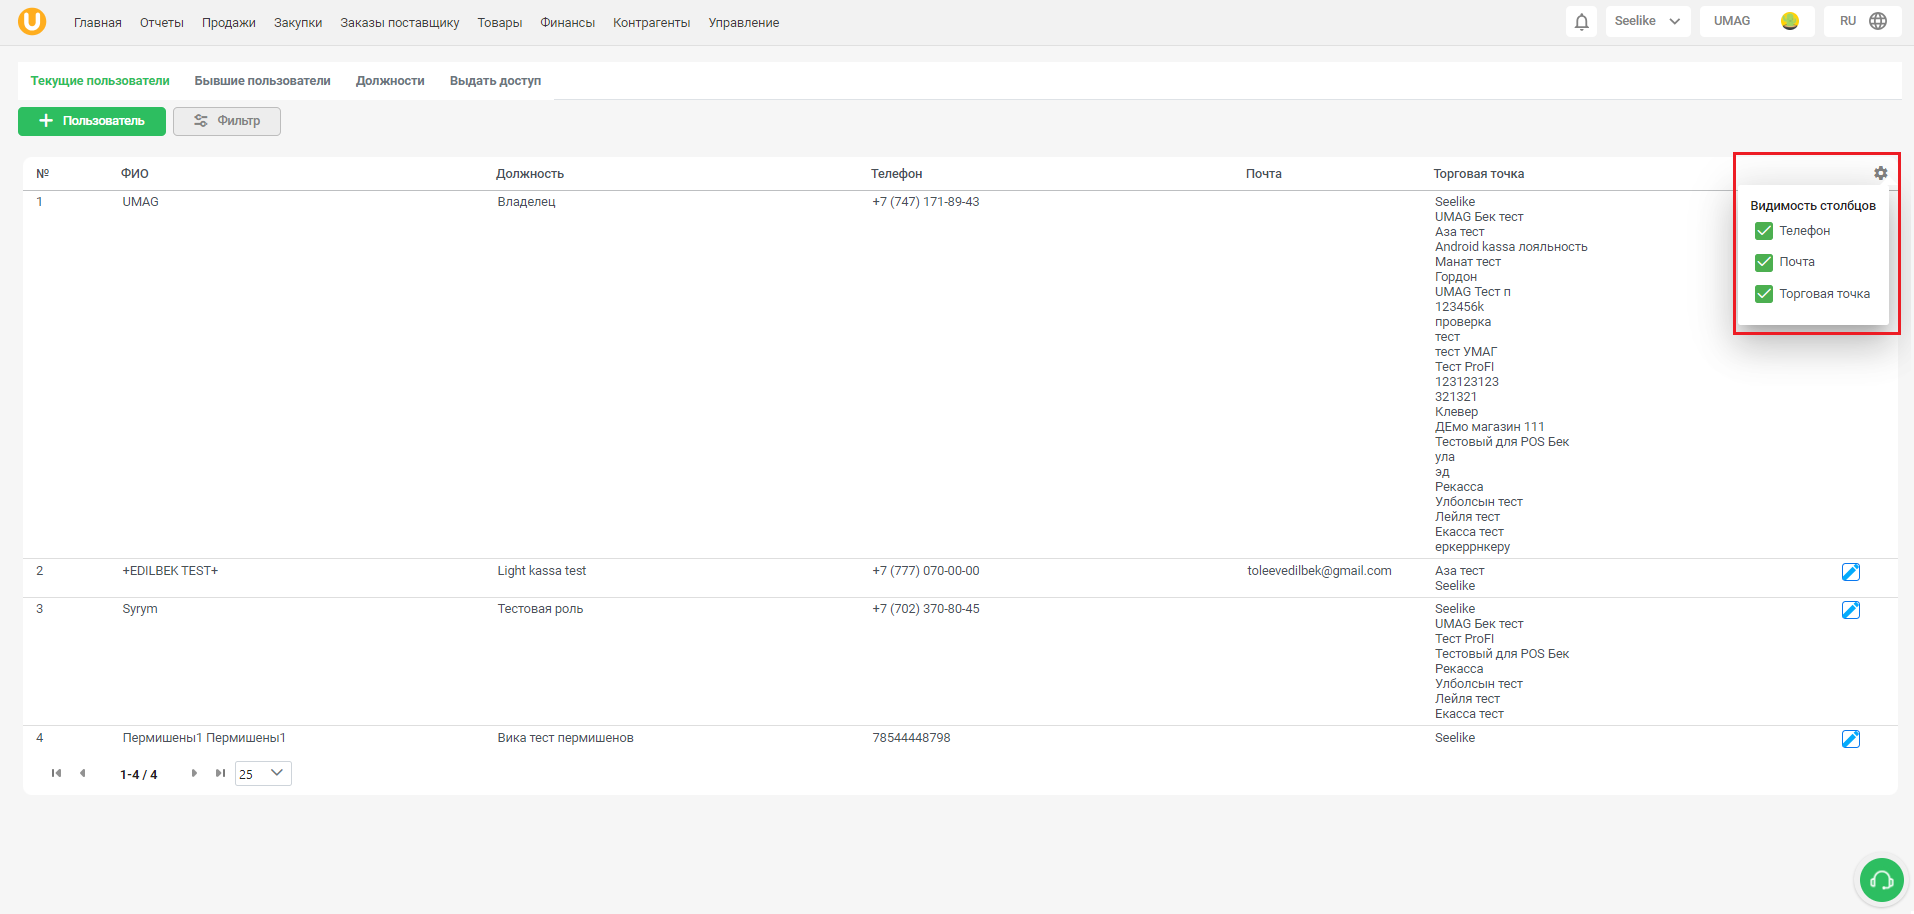 Главная Отчеты Продажи Закупки Заказы поставщику Товары Финансы Контрагенты Управление Seelike UMAG RU
Текущие пользователи Бывшие пользователи Должности Выдать доступ
Пользователь Фильтр
№ ФИО Должность Телефон Почта Торговая точка
Видимость столбцов
Телефон
Почта
Торговая точка
1 UMAG Владелец +7 (747) 171-89-43 Seelike
UMAG Бек тест
Аза тест
Android kassa лояльность
Манат тест
Гордон
UMAG Тест п
123456k
проверка
тест
тест УМАГ
Тест ProFI
123123123
321321
Клевер
ДЕмо магазин 111
Тестовый для POS Бек
ула
эд
Рекасса
Улболсын тест
Лейля тест
Екасса тест
еркеррнкеру
2 +EDILBEK TEST+ Light kassa test +7 (777) 070-00-00 toleevedilbek@gmail.com Аза тест
Seelike
3 Syrym Тестовая роль +7 (702) 370-80-45 Seelike
UMAG Бек тест
Тест ProFI
Тестовый для POS Бек
Рекасса
Улболсын тест
Лейля тест
Екасса тест
4 Пермишены1 Пермишены1 Вика тест пермишенов 78544448798 Seelike
1-4 / 4 25